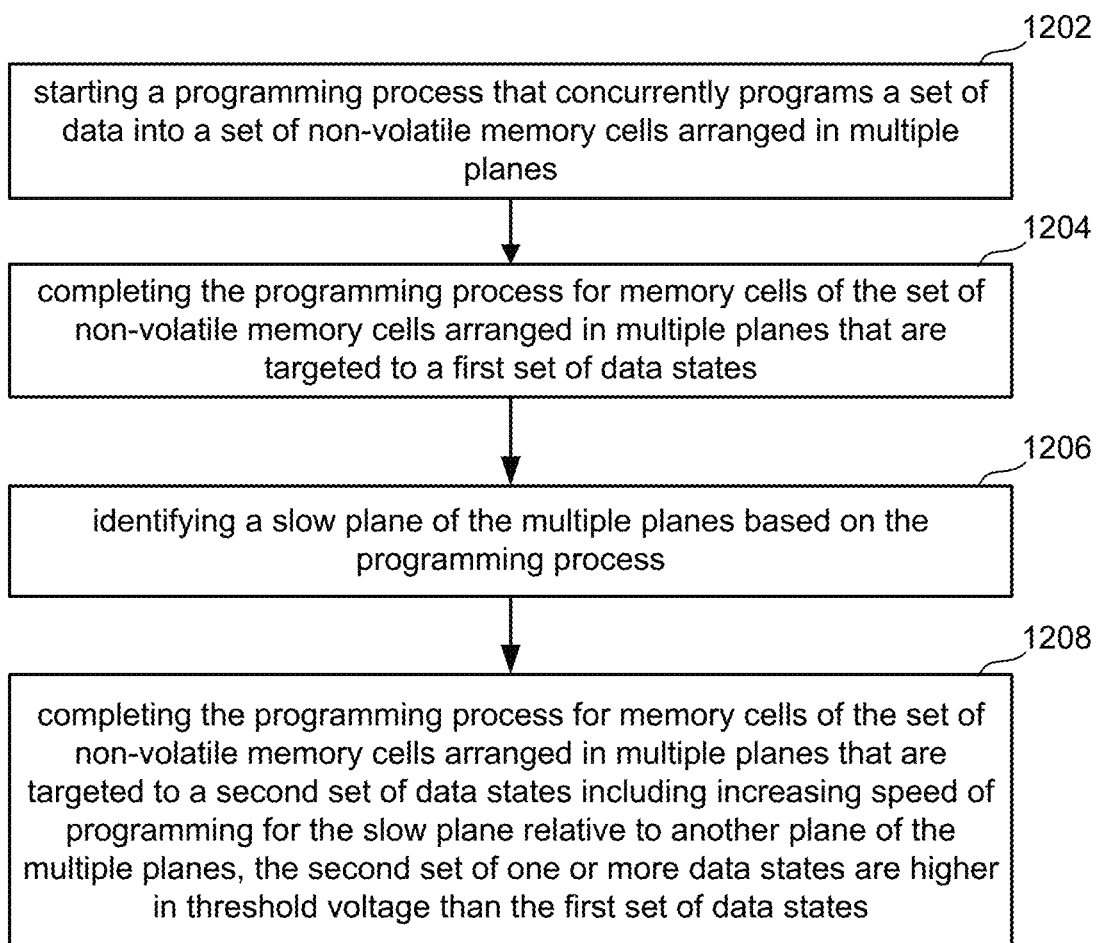 1202
starting a programming process that concurrently programs a set of
data into a set of non-volatile memory cells arranged in multiple
planes
1204
completing the programming process for memory cells of the set of
non-volatile memory cells arranged in multiple planes that are
targeted to a first set of data states
1206
identifying a slow plane of the multiple planes based on the
programming process
1208
completing the programming process for memory cells of the set of
non-volatile memory cells arranged in multiple planes that are
targeted to a second set of data states including increasing speed of
programming for the slow plane relative to another plane of the
multiple planes, the second set of one or more data states are higher
in threshold voltage than the first set of data states